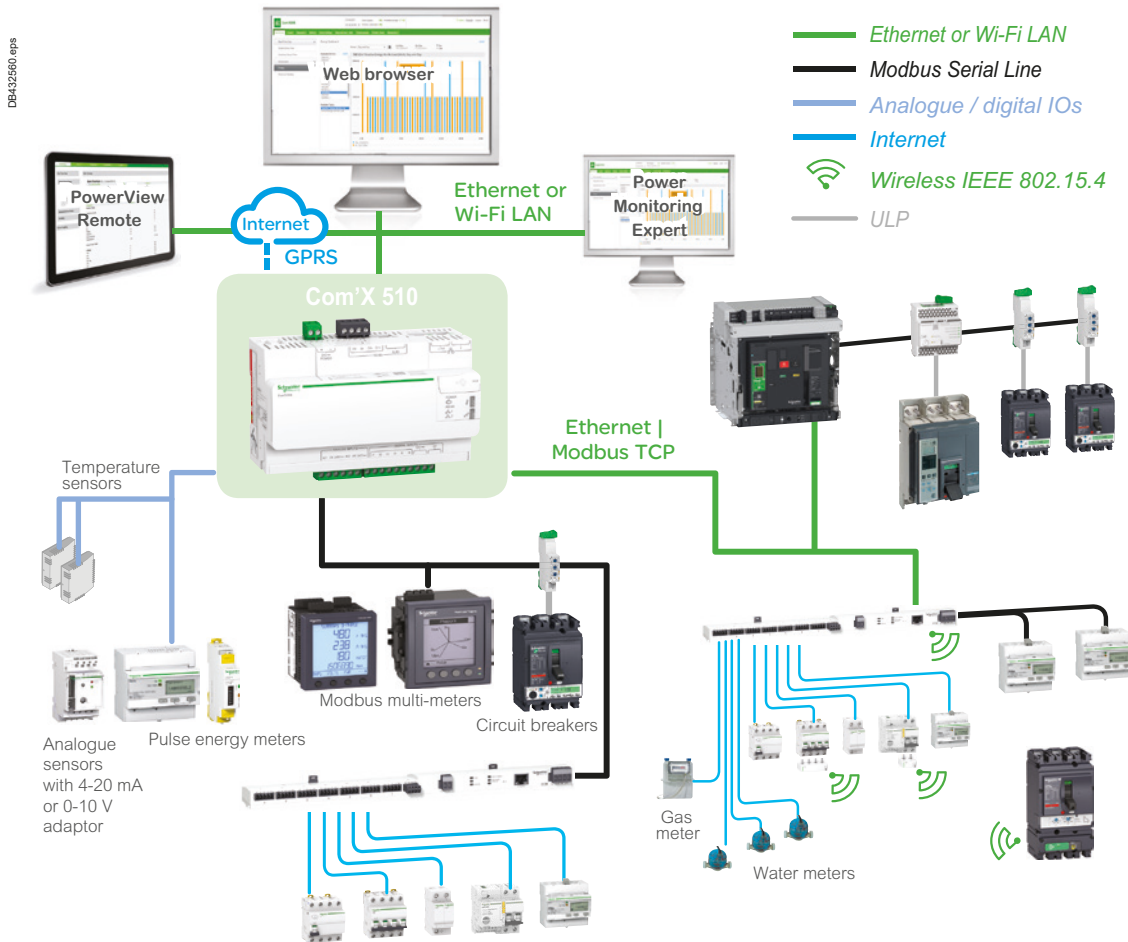 DB432560.eps
Web browser
PowerView
Remote
Internet
GPRS
Ethernet or
Wi-Fi LAN
Power
Monitoring
Expert
Ethernet or Wi-Fi LAN
Modbus Serial Line
Analogue / digital IOs
Internet
Wireless IEEE 802.15.4
ULP
Com'X 510
Schneider
Ethernet |
Modbus TCP
Temperature
sensors
Modbus multi-meters
Circuit breakers
Pulse energy meters
Analogue
sensors
with 4-20 mA
or 0-10 V
adaptor
Gas
meter
Water meters